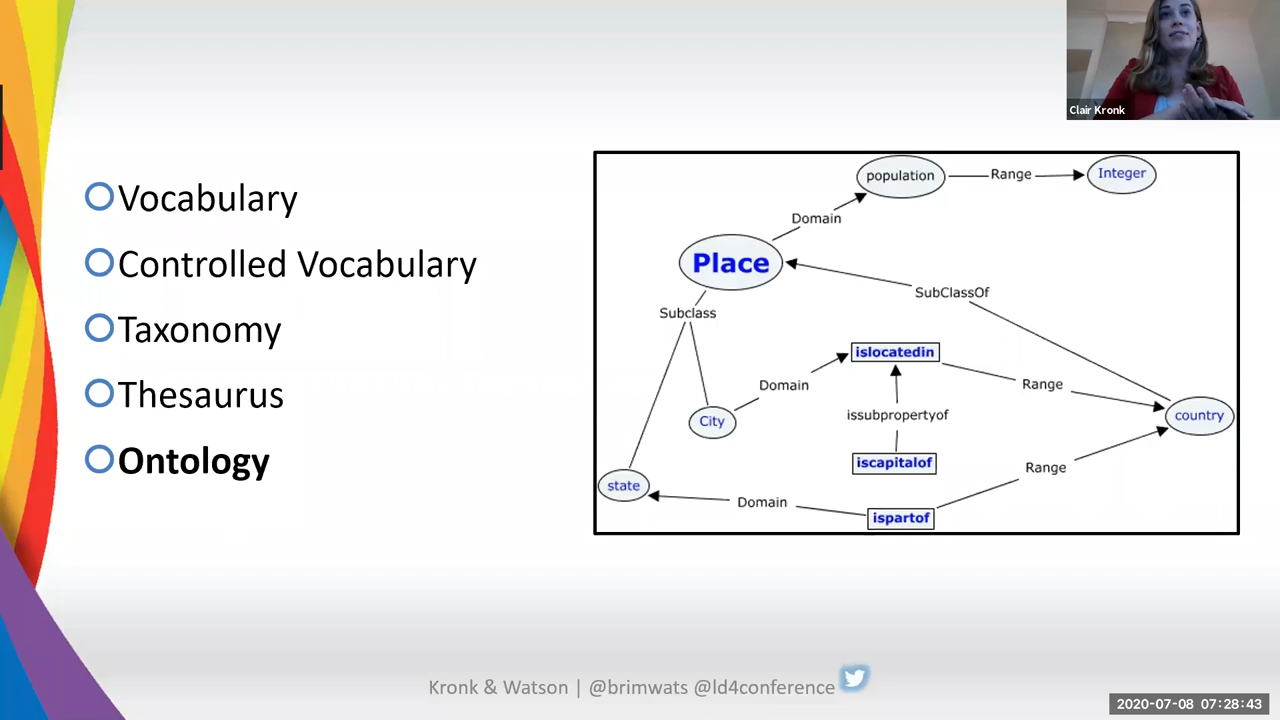 Clair Kronk
Vocabulary
Controlled Vocabulary
Taxonomy
Thesaurus
Ontology
population
Range
Integer
Domain
Place
SubClassOf
Subclass
islocatedin
Domain
Range
City
issubpropertyof
country
iscapitalof
Range
state
Domain
ispartof
Kronk & Watson | @brimwats @ld4conference
2020-07-08 07:28:43